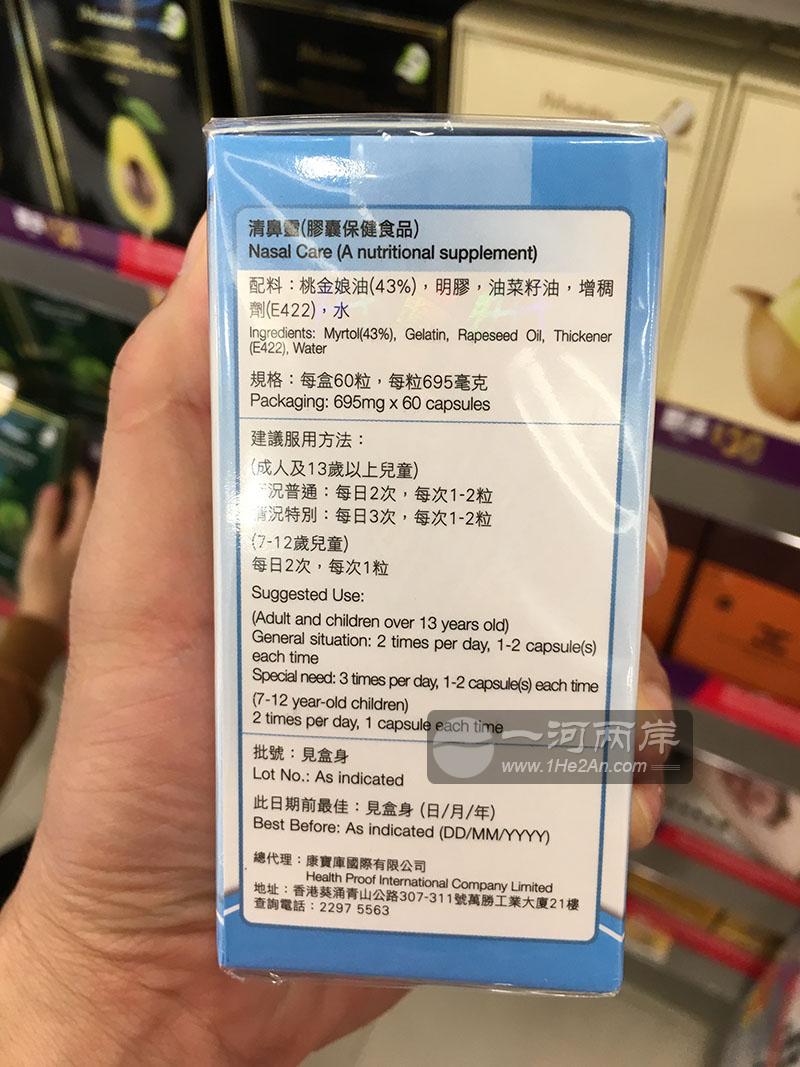 清鼻靈(膠囊保健食品)
Nasal Care (A nutritional supplement)
配料：桃金娘油(43%)，明膠，油菜籽油，增稠
劑(E422)，水
Ingredients: Myrtol(43%), Gelatin, Rapeseed Oil, Thickener
(E422), Water
規格：每盒60粒，每粒695毫克
Packaging: 695mg x 60 capsules
建議服用方法：
(成人及13歲以上兒童)
情況普通：每日2次，每次1-2粒
情況特別：每日3次，每次1-2粒
(7-12歲兒童)
每日2次，每次1粒
Suggested Use:
(Adult and children over 13 years old)
General situation: 2 times per day, 1-2 capsule(s)
each time
Special need: 3 times per day, 1-2 capsule(s) each time
(7-12 year-old children)
2 times per day, 1 capsule each time
一河两岸
www.1He2An.com
批號：見盒身
Lot No.: As indicated
此日期前最佳：見盒身 (日/月/年)
Best Before: As indicated (DD/MM/YYYY)
總代理：康寶庫國際有限公司
Health Proof International Company Limited
地址：香港葵涌青山公路307-311號萬勝工業大廈21樓
查詢電話：2297 5563